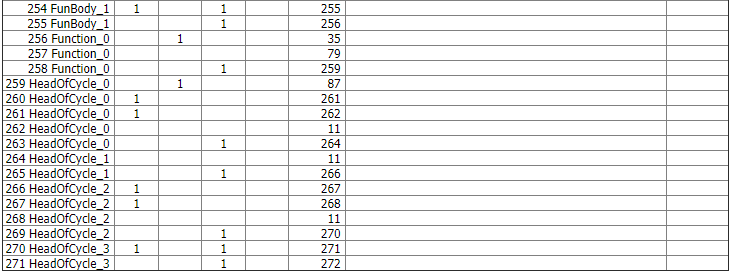 254 FunBody_1 1 1 255
255 FunBody_1 1 256
256 Function_0 1 35
257 Function_0 79
258 Function_0 1 259
259 HeadOfCycle_0 1 87
260 HeadOfCycle_0 1 261
261 HeadOfCycle_0 1 262
262 HeadOfCycle_0 11
263 HeadOfCycle_0 1 264
264 HeadOfCycle_1 11
265 HeadOfCycle_1 1 266
266 HeadOfCycle_2 1 267
267 HeadOfCycle_2 1 268
268 HeadOfCycle_2 11
269 HeadOfCycle_2 1 270
270 HeadOfCycle_3 1 1 271
271 HeadOfCycle_3 1 272